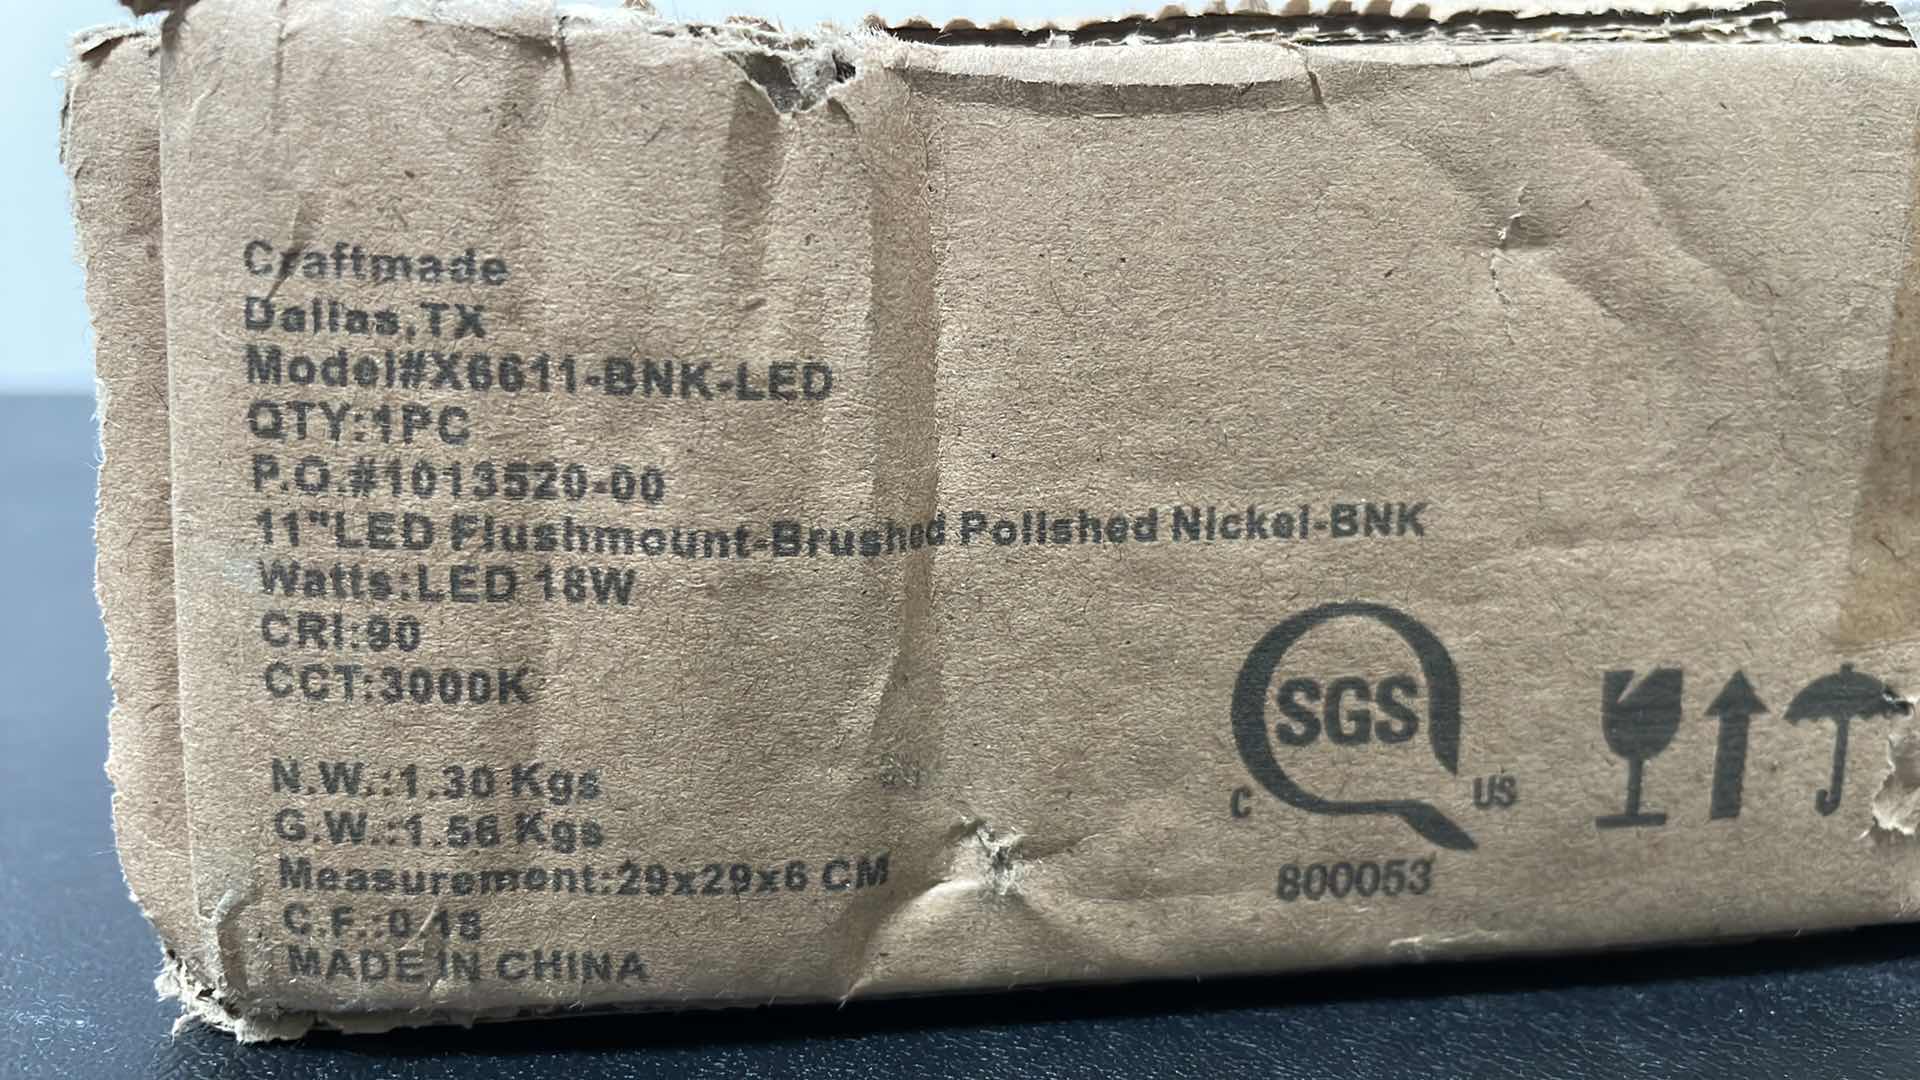 Craftmade
Dallas,TX
Model#X6611-BNK-LED
QTY:1PC
P.O.#1013520-00
11"LED Flushmount-Brushed Polished Nickel-BNK
Watts:LED 18W
CRI:90
CCT:3000K
N.W.:1.30 Kgs
G.W.:1.56 Kgs
Measurement:29x29x6 CM
C.F.:0.18
MADE IN CHINA
SGS
C US
800053